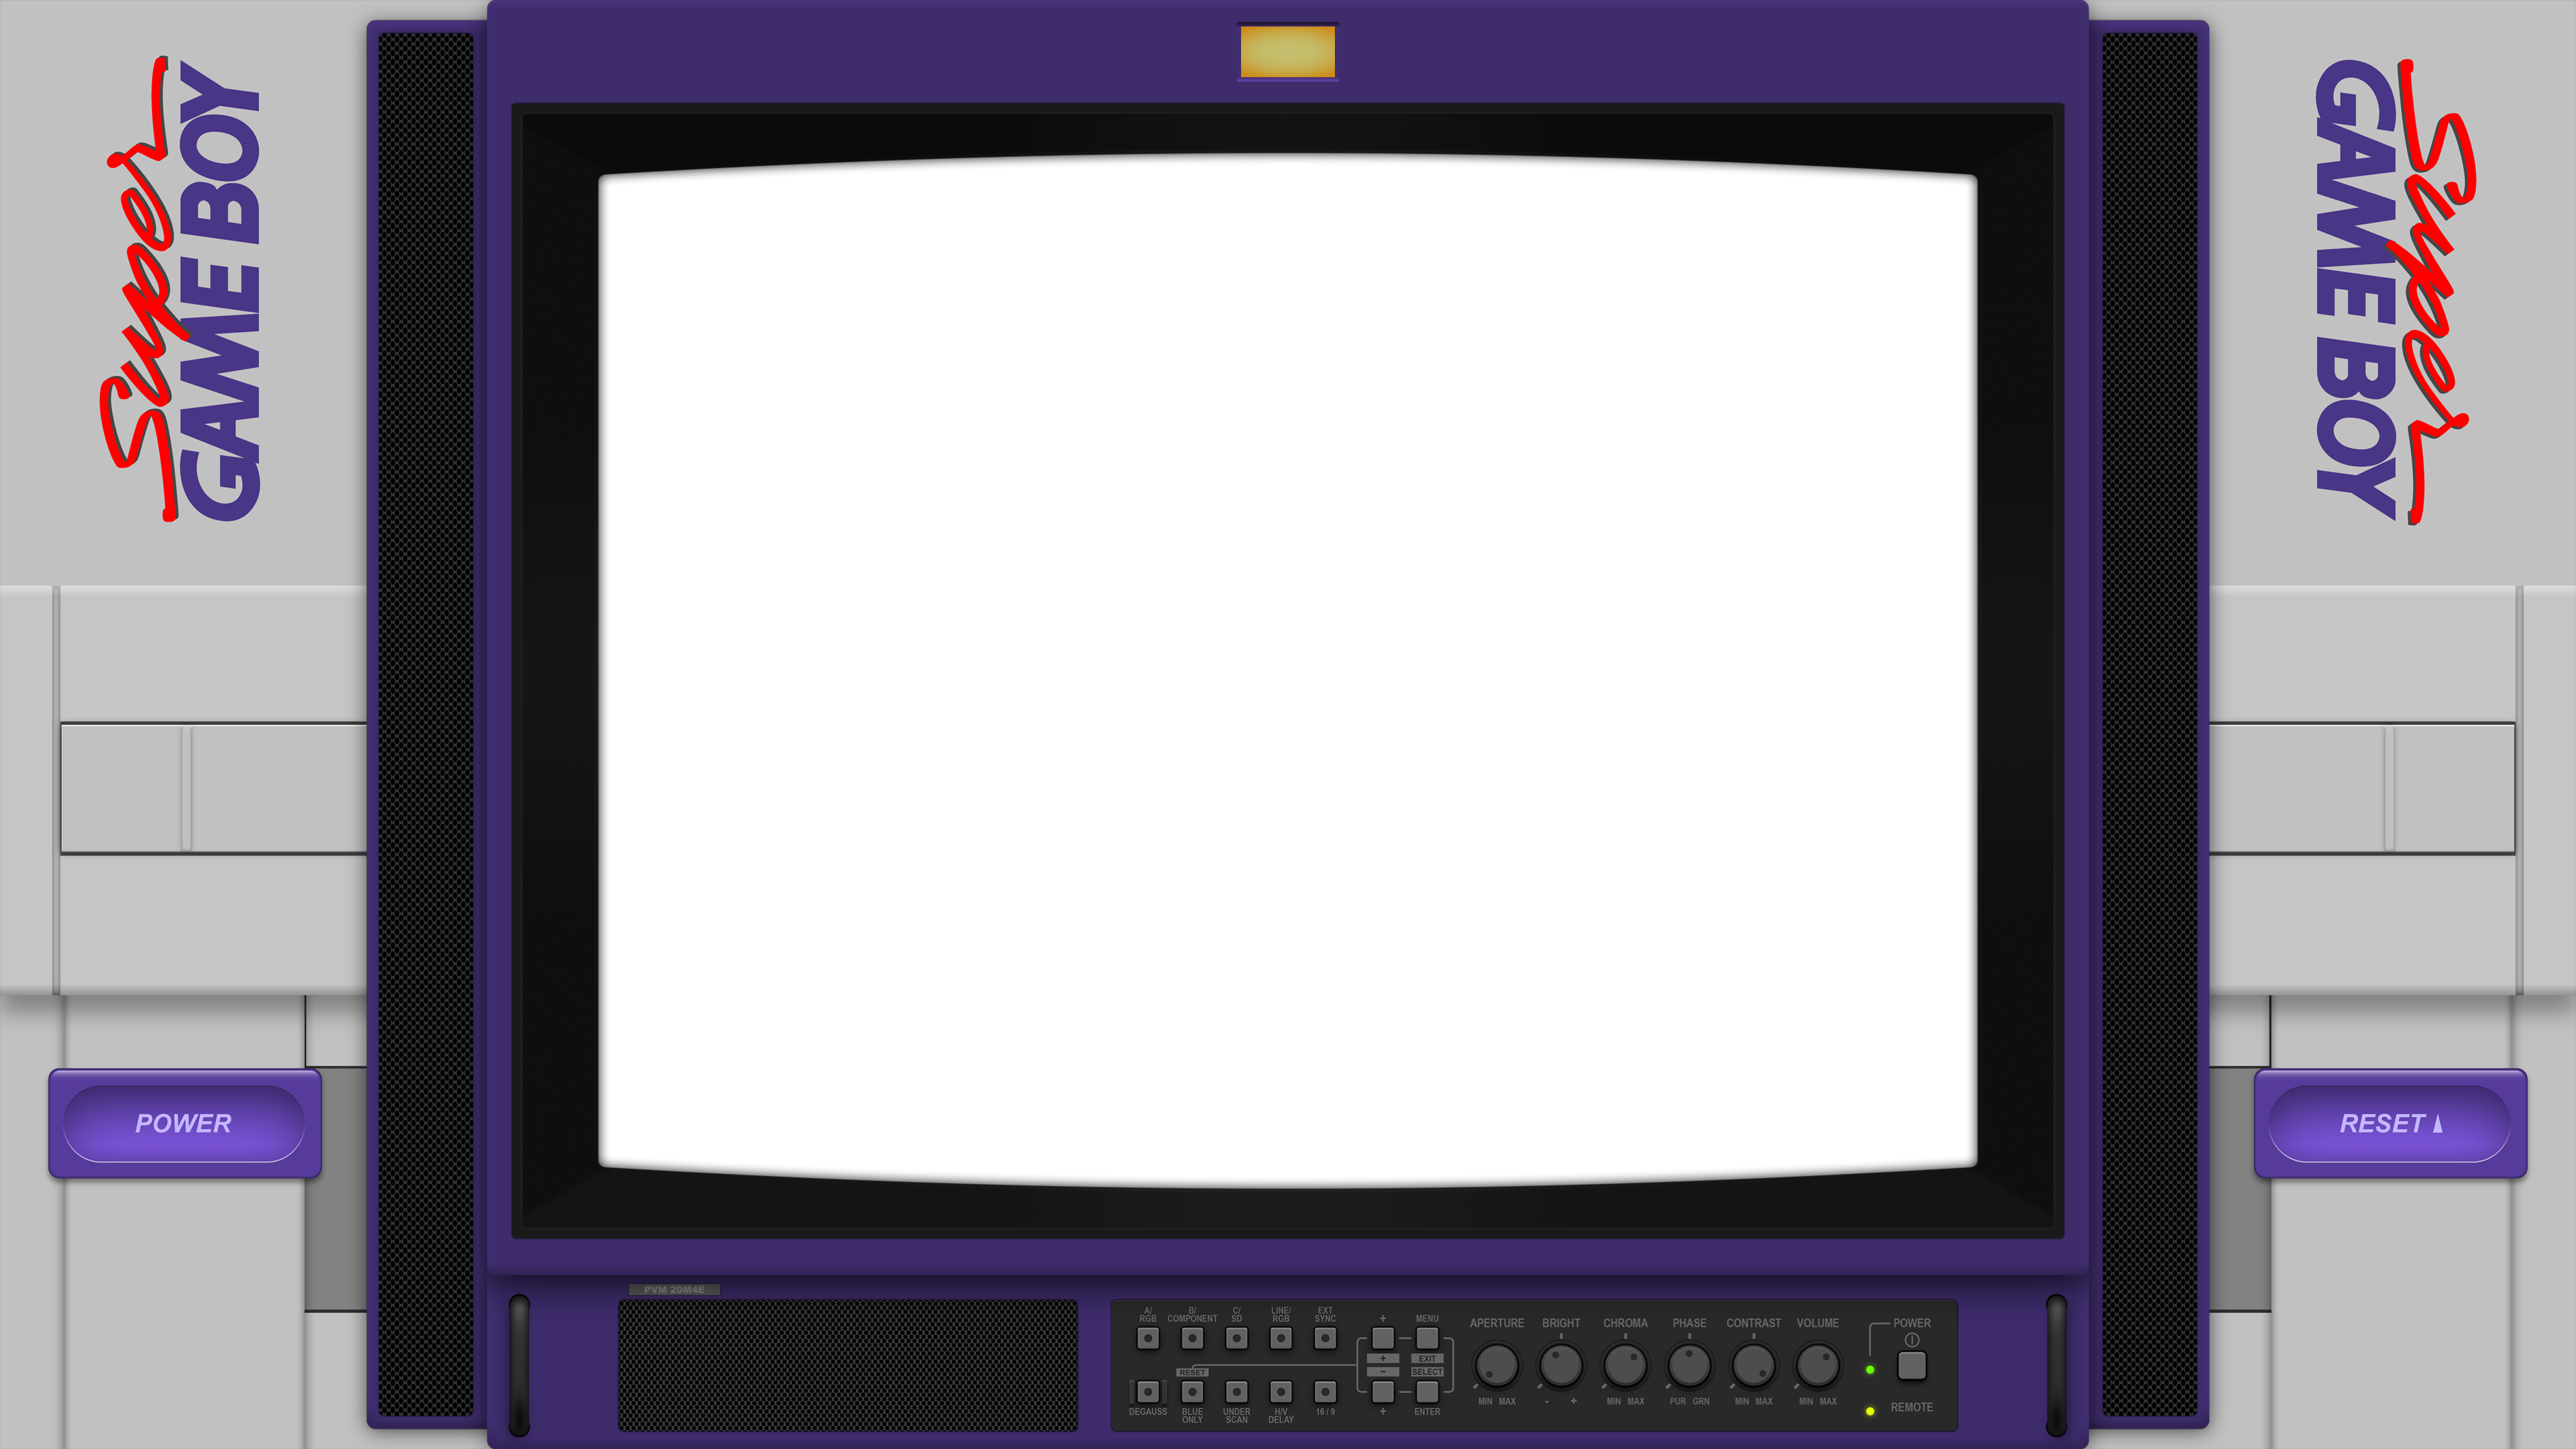 Super
GAME BOY
Super
GAME BOY
POWER
RESET
PVM 20M4E
A/ RGB
B/ COMPONENT
C/ SD
LINE/ RGB
EXT SYNC
+
MENU
+
EXIT
RESET
−
SELECT
DEGAUSS
BLUE ONLY
UNDER SCAN
H/V DELAY
16 / 9
+
ENTER
APERTURE
BRIGHT
CHROMA
PHASE
CONTRAST
VOLUME
POWER
MIN MAX
- +
MIN MAX
PUR GRN
MIN MAX
MIN MAX
REMOTE